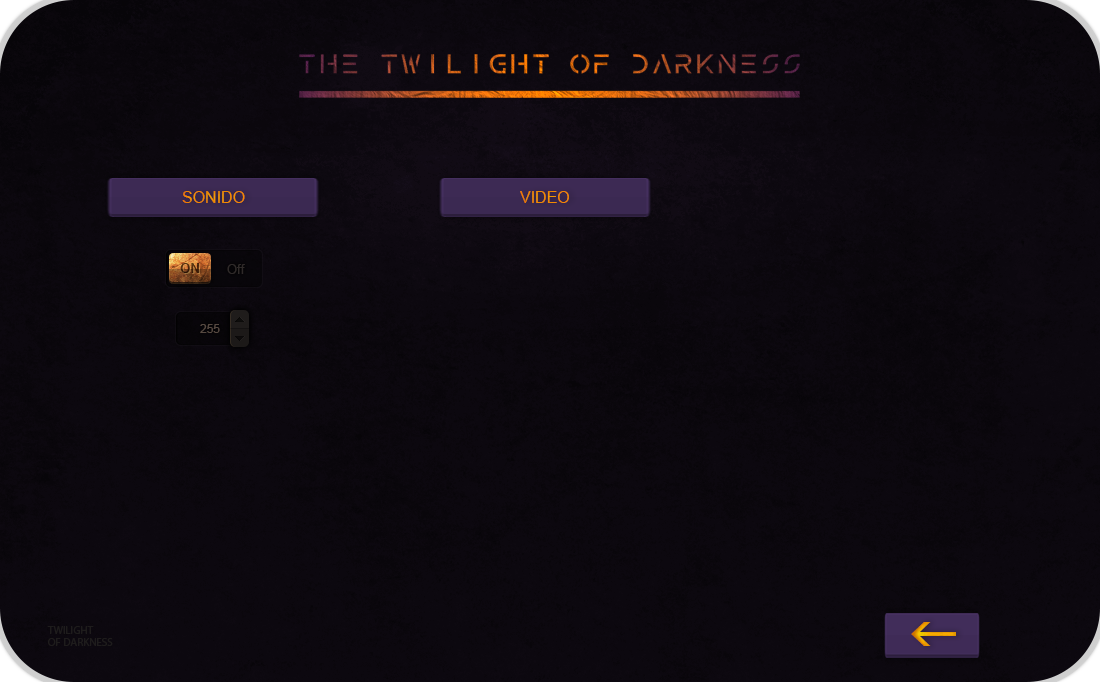 THE TWILIGHT OF DARKNESS
SONIDO
VIDEO
ON Off
255
TWILIGHT
OF DARKNESS